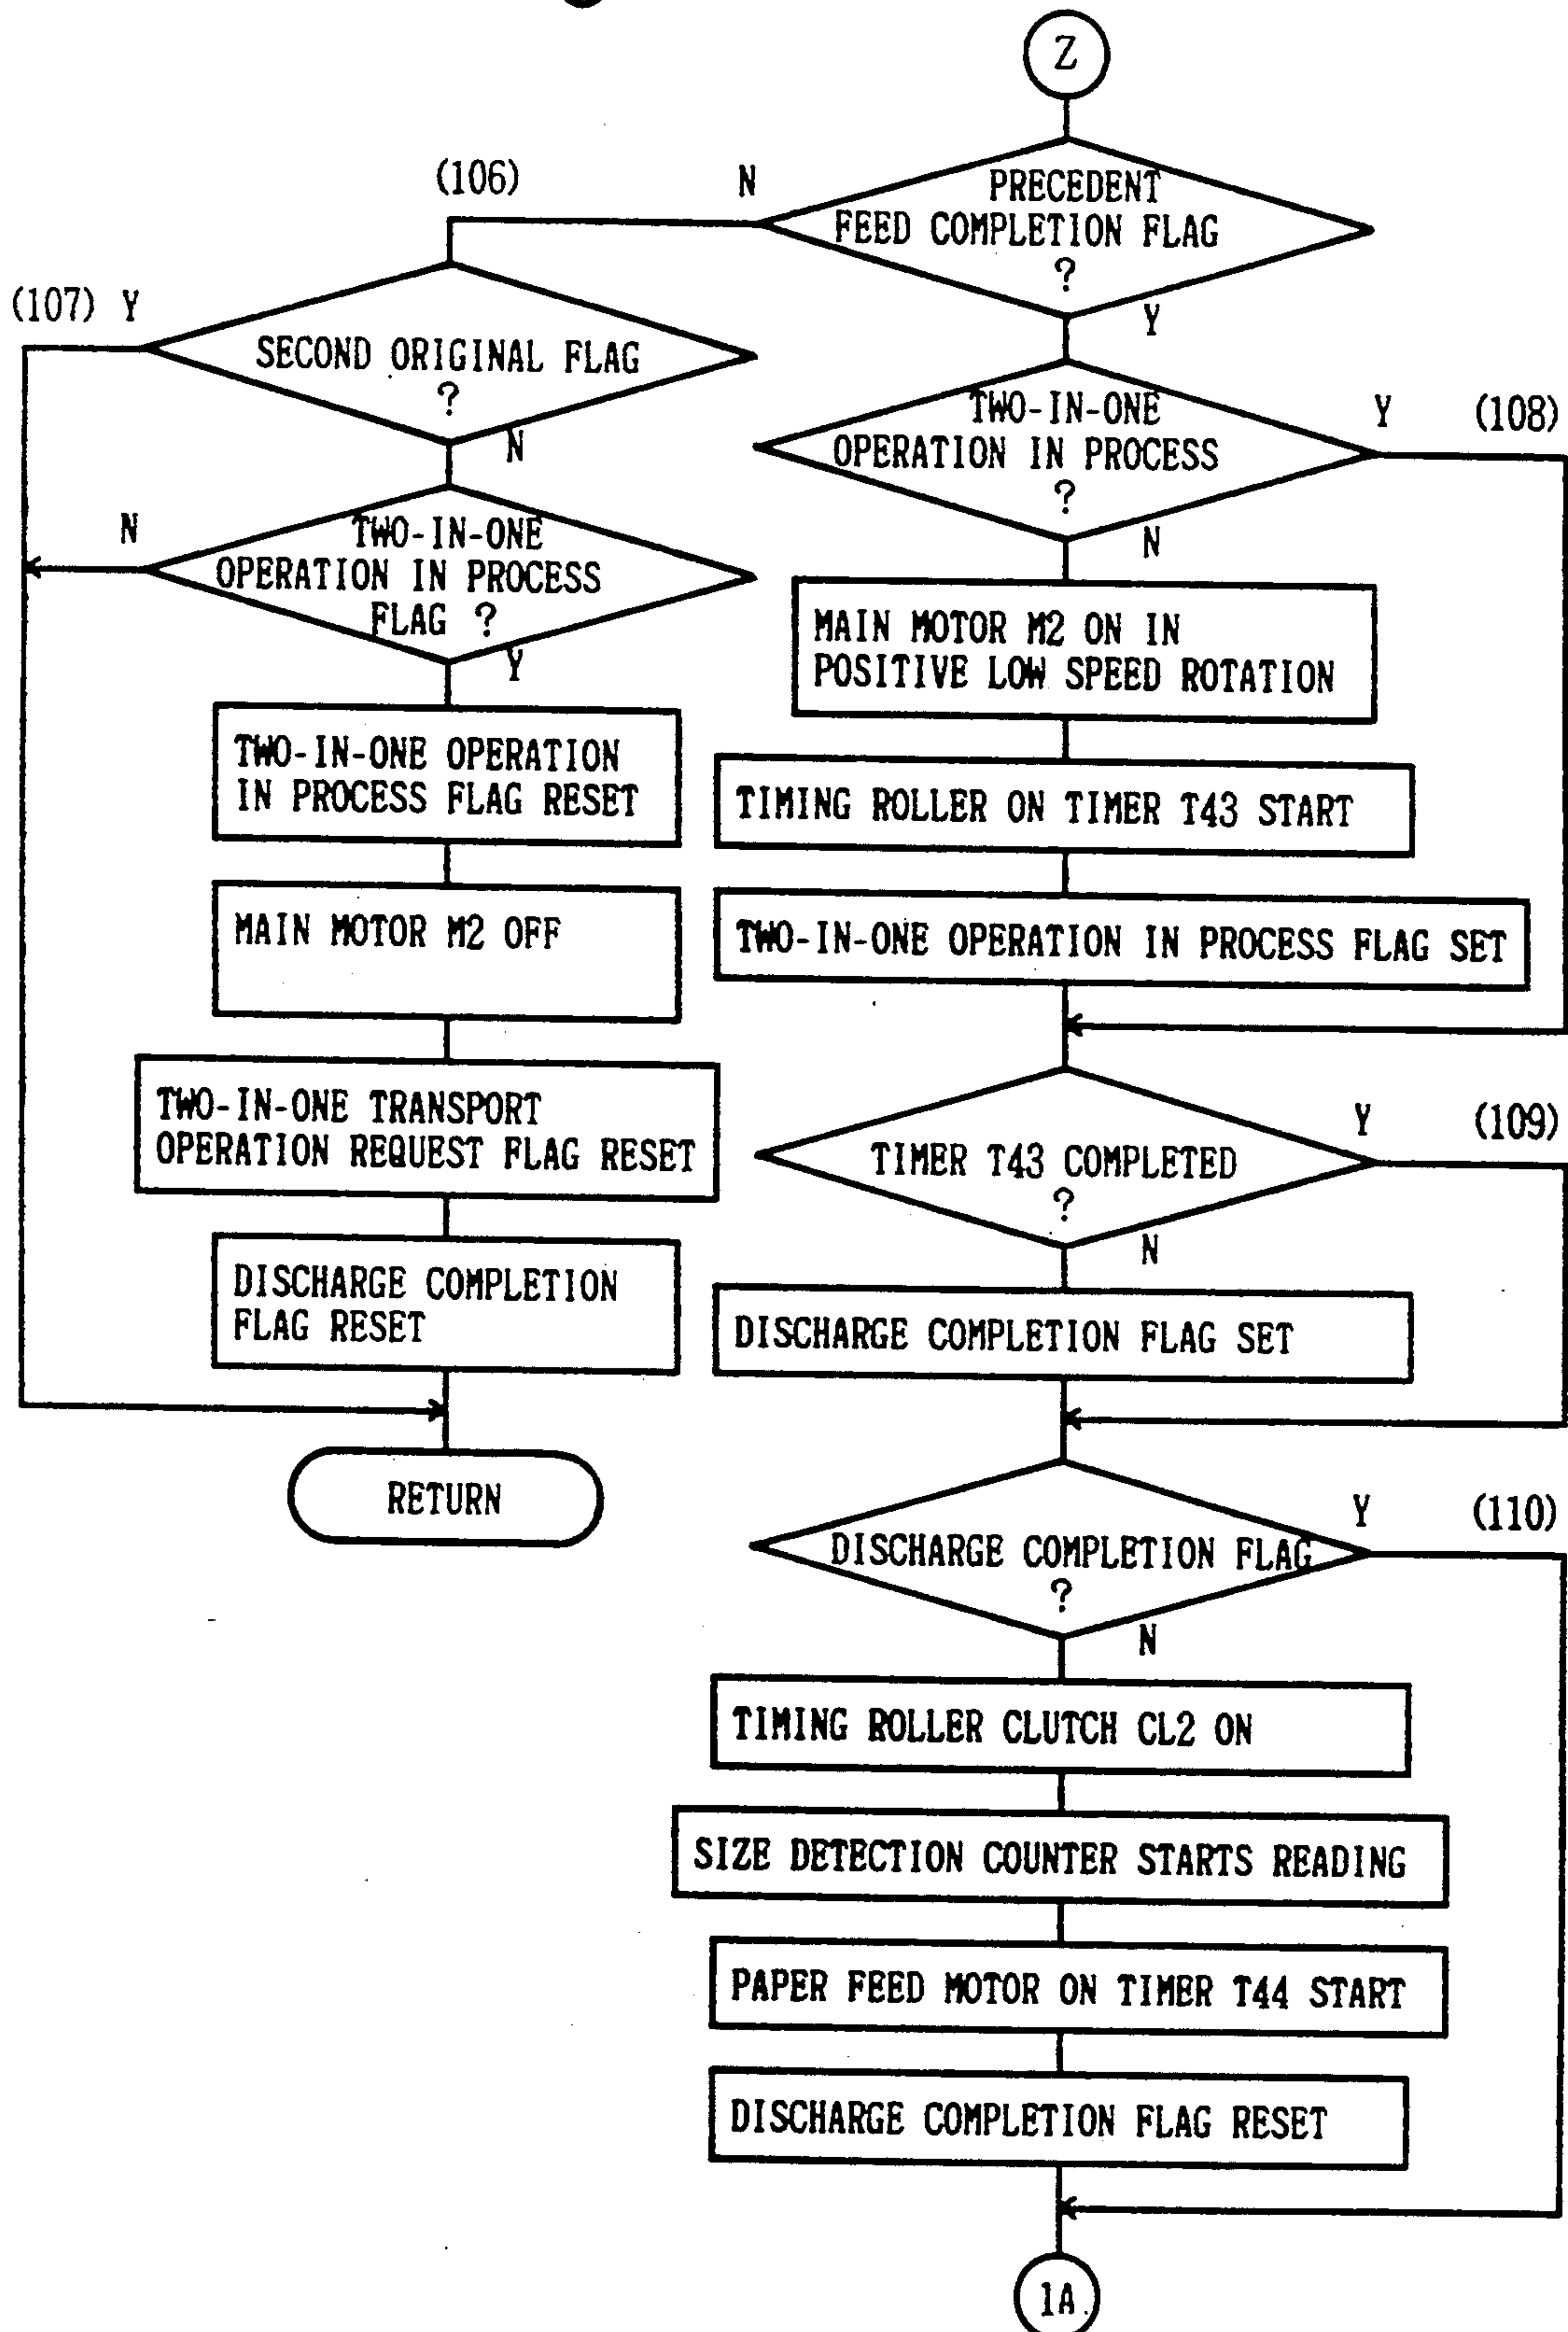 Z
(106)
N
PRECEDENT
FEED COMPLETION FLAG
?
Y
(107) Y
SECOND ORIGINAL FLAG
?
N
TWO-IN-ONE
OPERATION IN PROCESS
?
Y
(108)
N
N
TWO-IN-ONE
OPERATION IN PROCESS
FLAG ?
Y
MAIN MOTOR M2 ON IN
POSITIVE LOW SPEED ROTATION
TWO-IN-ONE OPERATION
IN PROCESS FLAG RESET
TIMING ROLLER ON TIMER T43 START
MAIN MOTOR M2 OFF
TWO-IN-ONE OPERATION IN PROCESS FLAG SET
TWO-IN-ONE TRANSPORT
OPERATION REQUEST FLAG RESET
TIMER T43 COMPLETED
?
Y
(109)
N
DISCHARGE COMPLETION
FLAG RESET
DISCHARGE COMPLETION FLAG SET
RETURN
DISCHARGE COMPLETION FLAG
?
Y
(110)
N
TIMING ROLLER CLUTCH CL2 ON
SIZE DETECTION COUNTER STARTS READING
PAPER FEED MOTOR ON TIMER T44 START
DISCHARGE COMPLETION FLAG RESET
1A